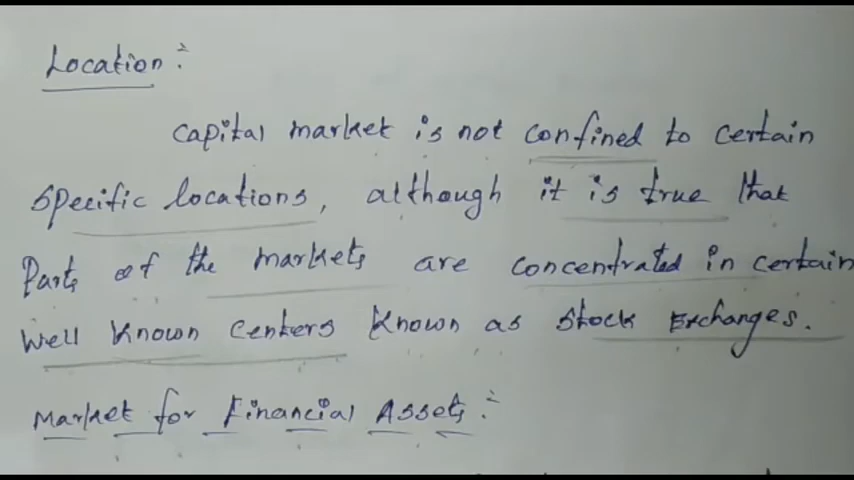 Location:-
Capital market is not confined to certain
specific locations, although it is true that
Parts of the markets are concentrated in certain
well known centers known as stock Exchanges.
Market for Financial Assets:-